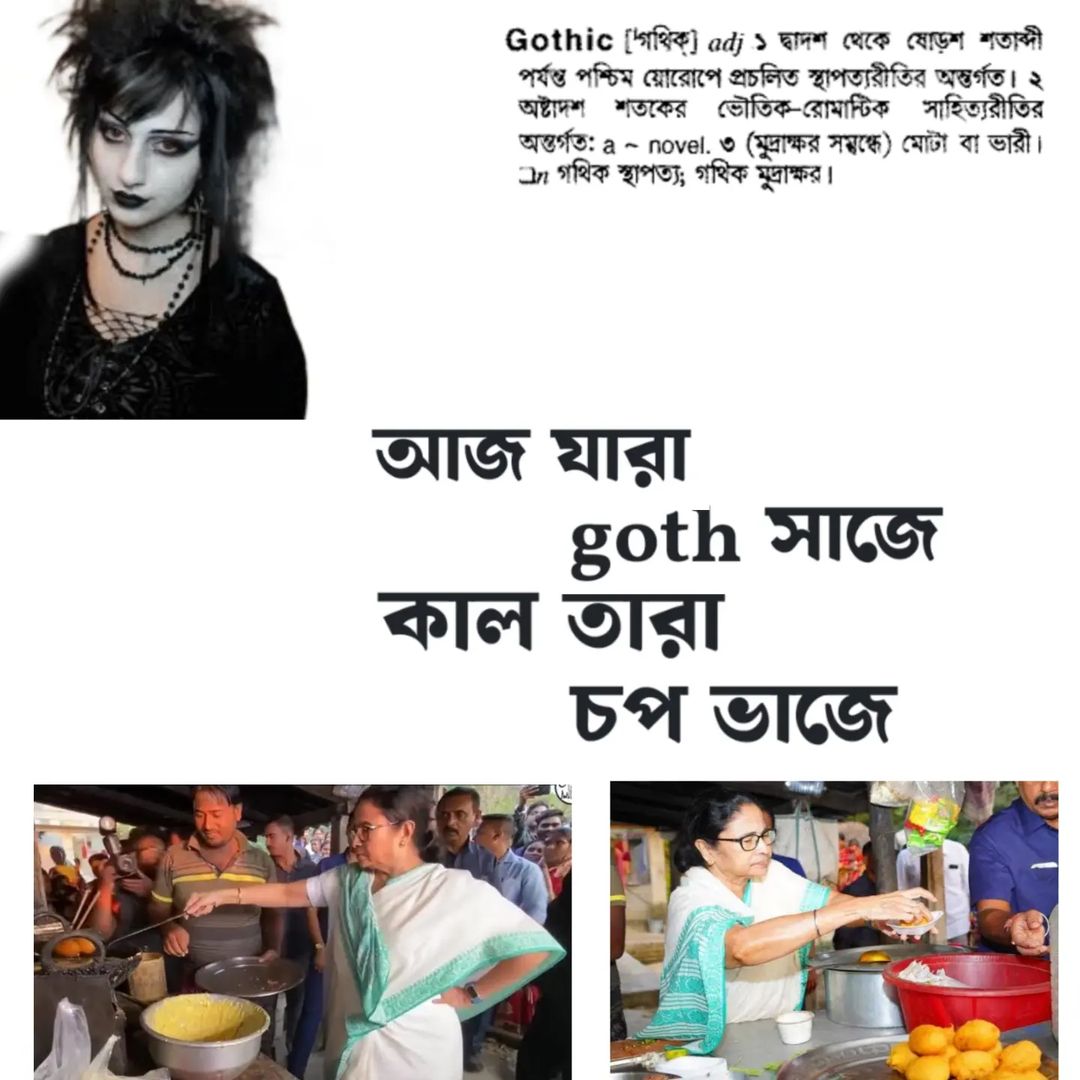 Gothic ['গথিক্] adj ১ দ্বাদশ থেকে ষোড়শ শতাব্দী
পর্যন্ত পশ্চিম য়োরোপে প্রচলিত স্থাপত্যরীতির অন্তর্গত। ২
অষ্টাদশ শতকের ভৌতিক-রোমান্টিক সাহিত্যরীতির
অন্তর্গত: a ~ novel. ৩ (মুদ্রাক্ষর সম্বন্ধে) মোটা বা ভারী।
□n গথিক স্থাপত্য; গথিক মুদ্রাক্ষর।
আজ যারা
goth সাজে
কাল তারা
চপ ভাজে